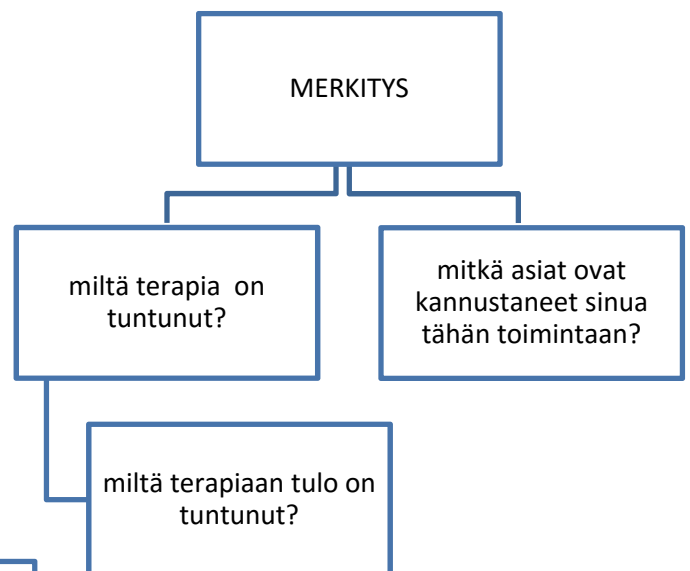 MERKITYS
miltä terapia on
tuntunut?
mitkä asiat ovat
kannustaneet sinua
tähän toimintaan?
miltä terapiaan tulo on
tuntunut?